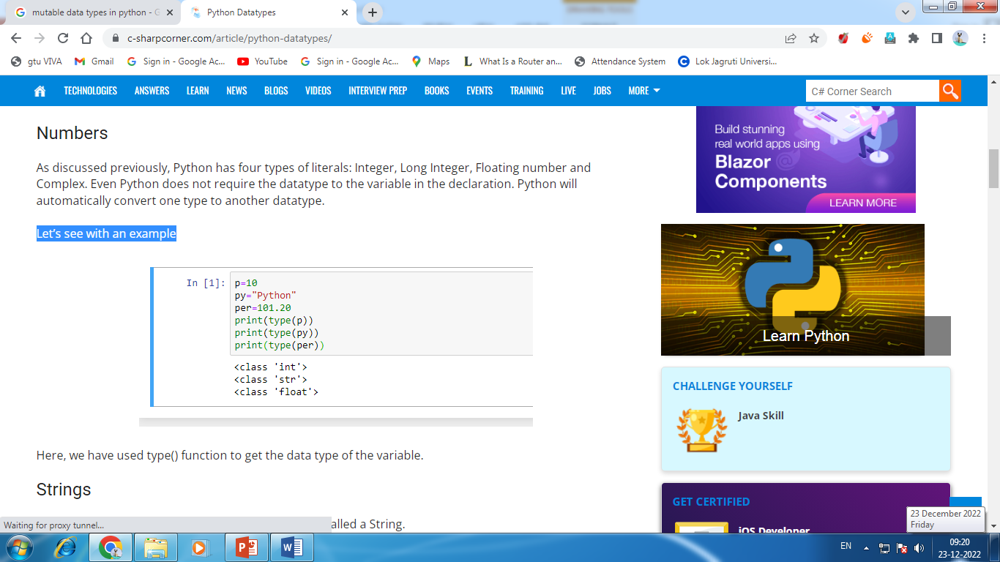 mutable data types in python - G
Python Datatypes
c-sharpcorner.com/article/python-datatypes/
gtu VIVA
Gmail
Sign in - Google Ac...
YouTube
Sign in - Google Ac...
Maps
What Is a Router an...
Attendance System
Lok Jagruti Universi...
TECHNOLOGIES ANSWERS LEARN NEWS BLOGS VIDEOS INTERVIEW PREP BOOKS EVENTS TRAINING LIVE JOBS MORE
C# Corner Search
Numbers
As discussed previously, Python has four types of literals: Integer, Long Integer, Floating number and
Complex. Even Python does not require the datatype to the variable in the declaration. Python will
automatically convert one type to another datatype.
Let's see with an example
In [1]: p=10
py="Python"
per=101.20
print(type(p))
print(type(py))
print(type(per))
<class 'int'>
<class 'str'>
<class 'float'>
Here, we have used type() function to get the data type of the variable.
Strings
alled a String.
Build stunning
real world apps using
Blazor
Components
LEARN MORE
Learn Python
CHALLENGE YOURSELF
Java Skill
GET CERTIFIED
iOS Developer
Waiting for proxy tunnel...
23 December 2022
Friday
EN
09:20
23-12-2022